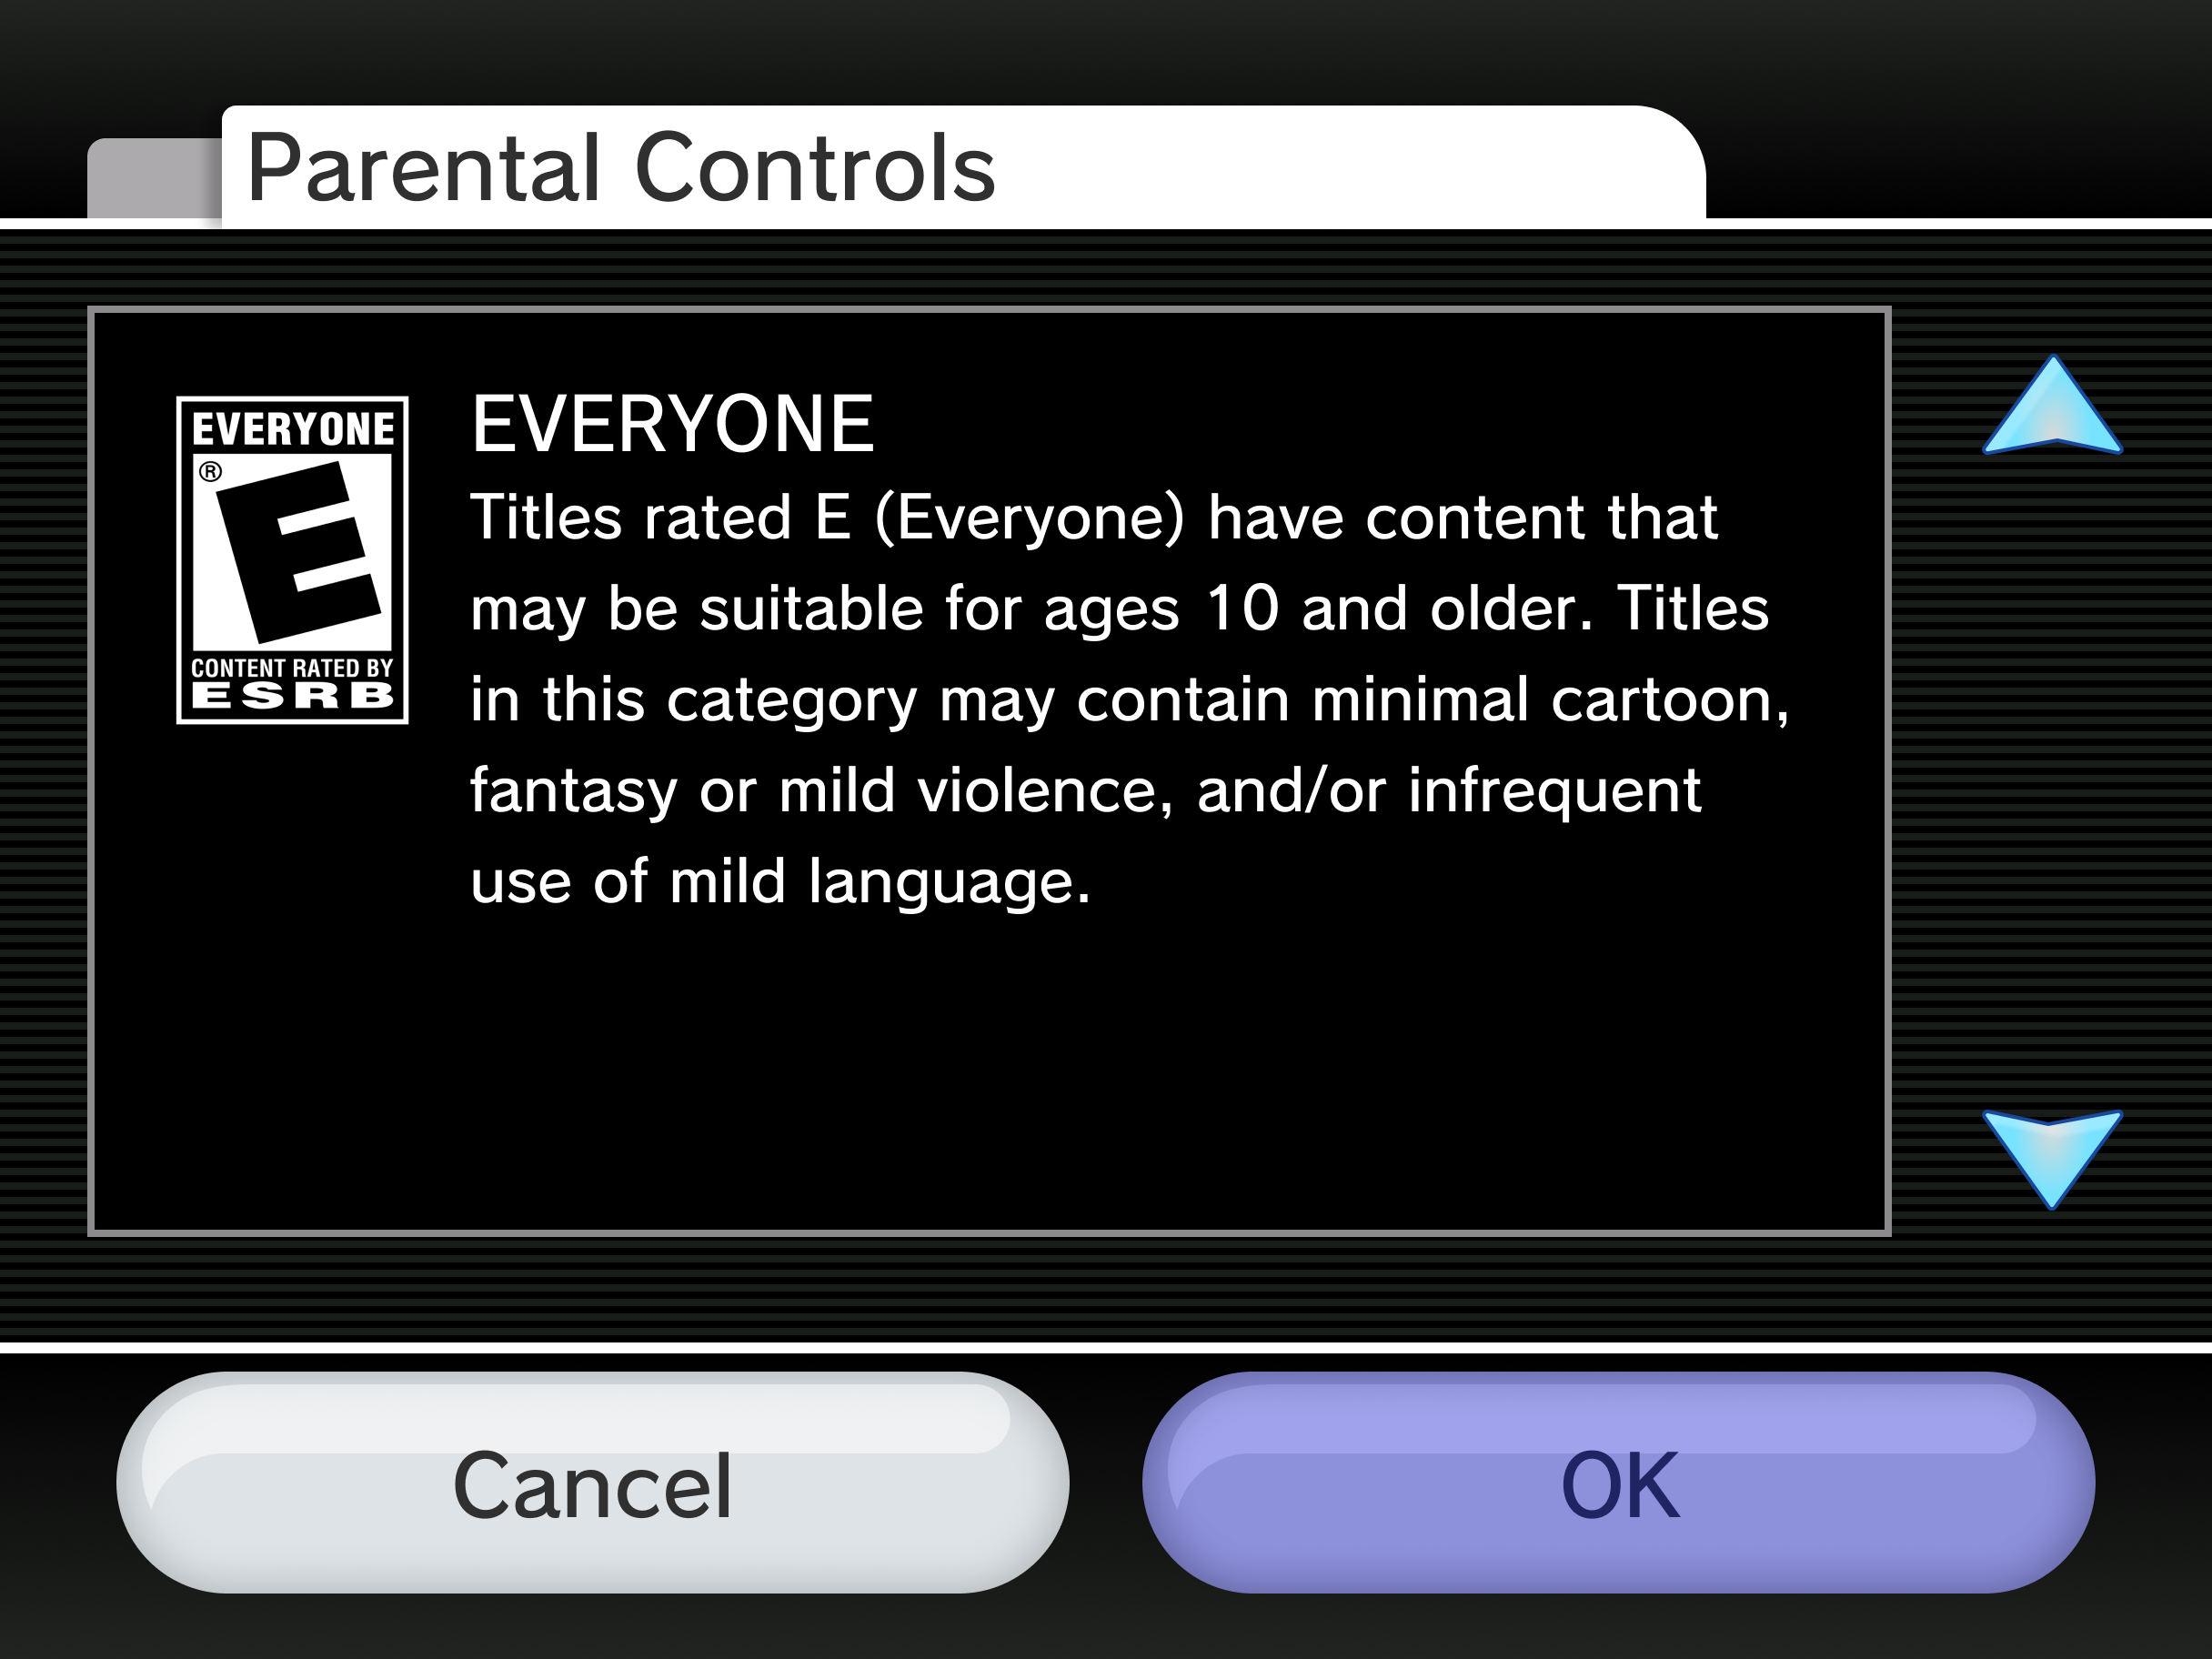 Parental Controls
EVERYONE
®
E
CONTENT RATED BY
ESRB
EVERYONE
Titles rated E (Everyone) have content that
may be suitable for ages 10 and older. Titles
in this category may contain minimal cartoon,
fantasy or mild violence, and/or infrequent
use of mild language.
Cancel
OK